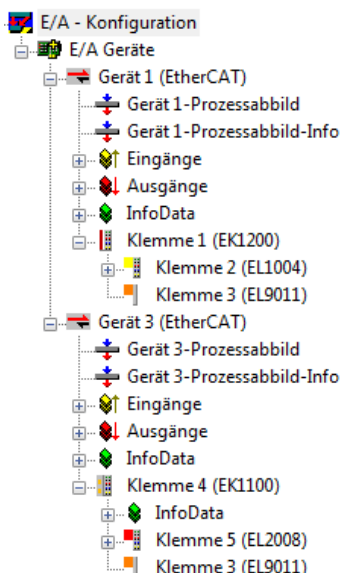 E/A - Konfiguration
E/A Geräte
Gerät 1 (EtherCAT)
Gerät 1-Prozessabbild
Gerät 1-Prozessabbild-Info
Eingänge
Ausgänge
InfoData
Klemme 1 (EK1200)
Klemme 2 (EL1004)
Klemme 3 (EL9011)
Gerät 3 (EtherCAT)
Gerät 3-Prozessabbild
Gerät 3-Prozessabbild-Info
Eingänge
Ausgänge
InfoData
Klemme 4 (EK1100)
InfoData
Klemme 5 (EL2008)
Klemme 3 (EL9011)